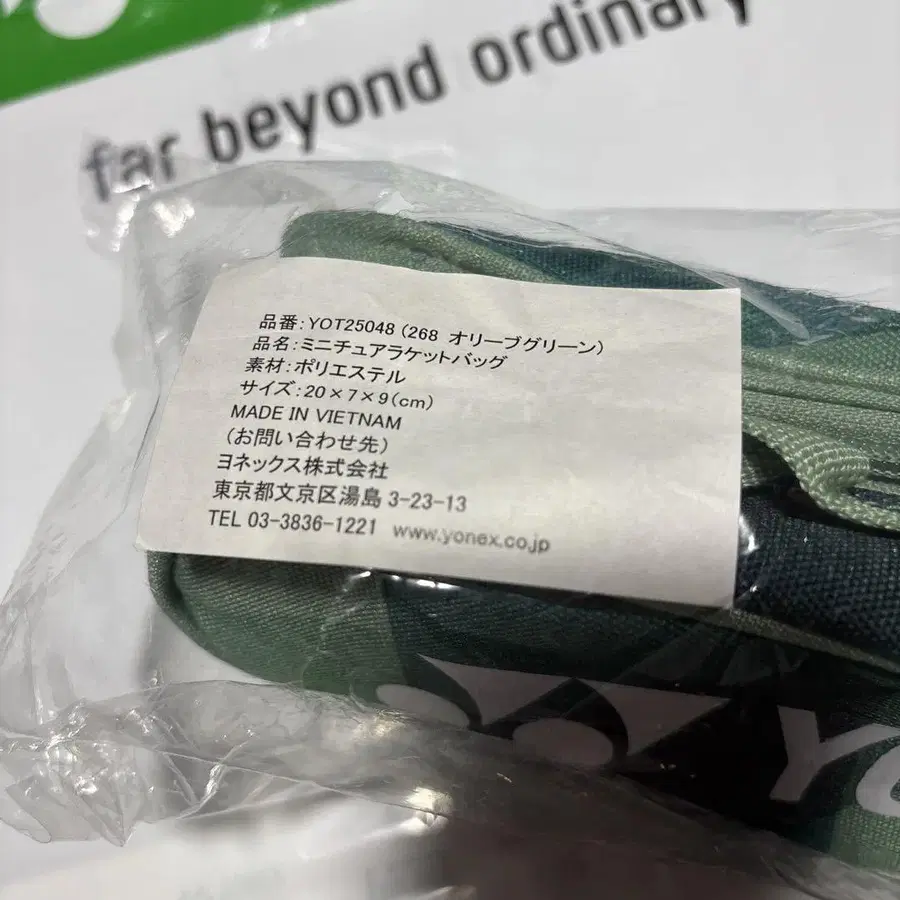 far beyond ordinary
品番:YOT25048 (268 オリーブグリーン)
品名:ミニチュアラケットバッグ
素材:ポリエステル
サイズ:20×7×9(cm)
MADE IN VIETNAM
(お問い合わせ先)
ヨネックス株式会社
東京都文京区湯島 3-23-13
TEL 03-3836-1221 www.yonex.co.jp
YO